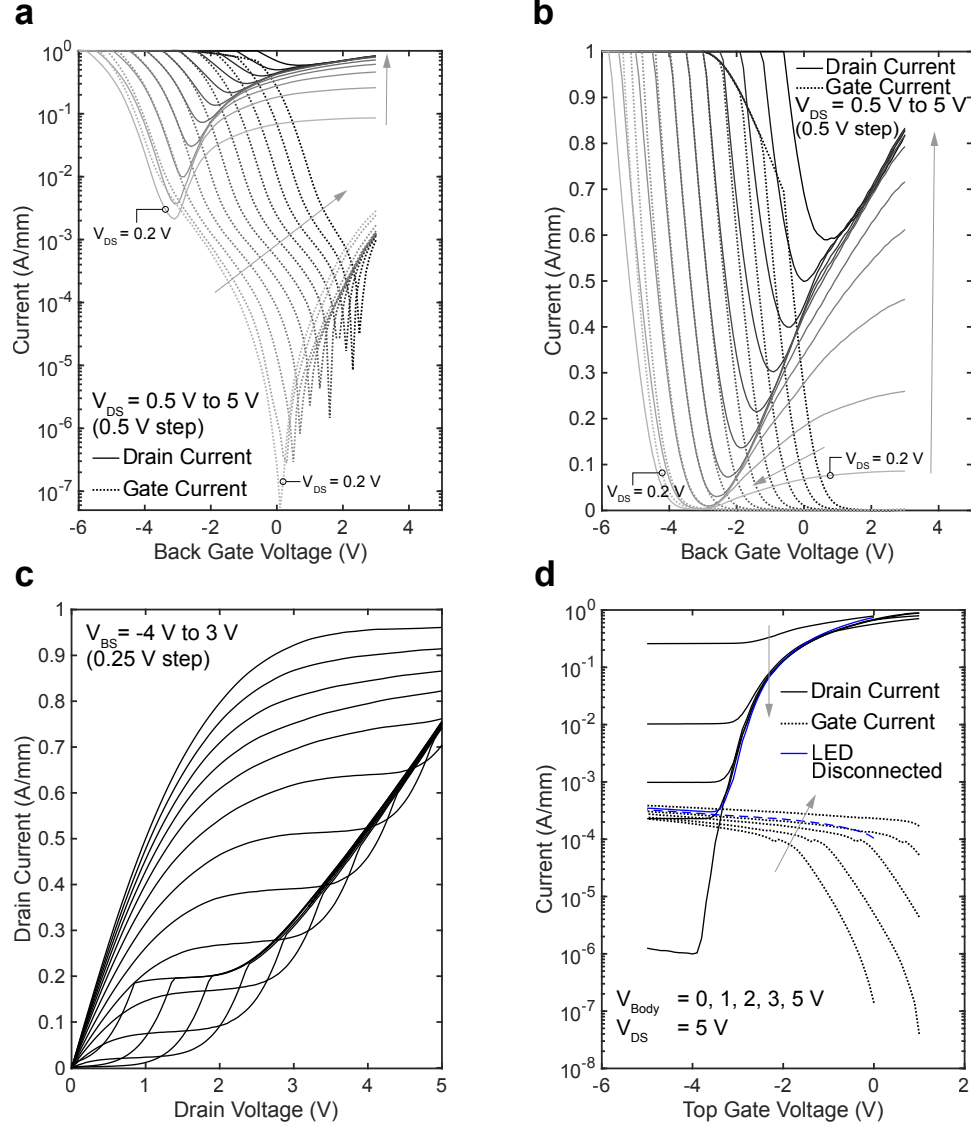 a
10^0
10^-1
10^-2
10^-3
10^-4
10^-5
10^-6
10^-7
Current (A/mm)
V_DS = 0.2 V
V_DS = 0.5 V to 5 V
(0.5 V step)
Drain Current
Gate Current
V_DS = 0.2 V
-6 -4 -2 0 2 4
Back Gate Voltage (V)
b
1
0.9
0.8
0.7
0.6
0.5
0.4
0.3
0.2
0.1
0
Current (A/mm)
Drain Current
Gate Current
V_DS = 0.5 V to 5 V
(0.5 V step)
V_DS = 0.2 V
V_DS = 0.2 V
-6 -4 -2 0 2 4
Back Gate Voltage (V)
c
1
0.9
0.8
0.7
0.6
0.5
0.4
0.3
0.2
0.1
0
Drain Current (A/mm)
V_BS = -4 V to 3 V
(0.25 V step)
0 1 2 3 4 5
Drain Voltage (V)
d
10^0
10^-1
10^-2
10^-3
10^-4
10^-5
10^-6
10^-7
10^-8
Current (A/mm)
Drain Current
Gate Current
LED
Disconnected
V_Body = 0, 1, 2, 3, 5 V
V_DS = 5 V
-6 -4 -2 0 2
Top Gate Voltage (V)